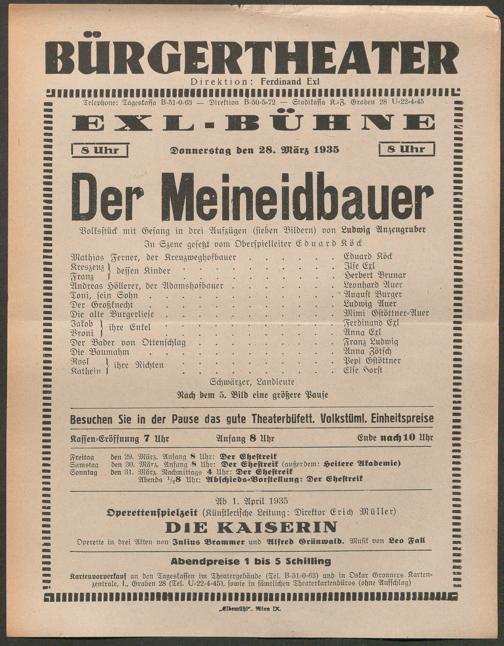 BÜRGERTHEATER
Direktion: Ferdinand Exl
Telephone: Tageskassa B-51-0-63 — Direktion B-50-5-72 — Stadtkassa K.-F. Graben 28 U-22-4-45
EXL-BÜHNE
8 Uhr Donnerstag den 28. März 1935 8 Uhr
Der Meineidbauer
Volksstück mit Gesang in drei Aufzügen (sieben Bildern) von Ludwig Anzengruber
In Szene gesetzt vom Oberspielleiter Eduard Köck
Mathias Ferner, der Kreuzweghofbauer . . . . . . Eduard Köck
Kreszenz } dessen Kinder . . . . . . Ilse Exl
Franz } . . . . . . Herbert Brunar
Andreas Höllerer, der Adamshofbauer . . . . . . Leonhard Auer
Toni, sein Sohn . . . . . . August Burger
Der Großknecht . . . . . . Ludwig Auer
Die alte Burgerliese . . . . . . Mimi Gstöttner-Auer
Jakob } ihre Enkel . . . . . . Ferdinand Exl
Vroni } . . . . . . Anna Exl
Der Bader von Ottenschlag . . . . . . Franz Ludwig
Die Baumahm . . . . . . Anna Fötsch
Rosl } ihre Nichten . . . . . . Pepi Gstöttner
Kathein } . . . . . . Else Horst
Schwärzer, Landleute
Nach dem 5. Bild eine größere Pause
Besuchen Sie in der Pause das gute Theaterbüfett. Volkstüml. Einheitspreise
Kassen-Eröffnung 7 Uhr Anfang 8 Uhr Ende nach 10 Uhr
Freitag den 29. März. Anfang 8 Uhr: Der Ehestreik
Samstag den 30. März. Anfang 8 Uhr: Der Ehestreik (außerdem: Heitere Akademie)
Sonntag den 31. März. Nachmittags 4 Uhr: Der Ehestreik
Abends ½8 Uhr: Abschieds-Vorstellung: Der Ehestreik
Ab 1. April 1935
Operettenspielzeit (Künstlerische Leitung: Direktor Erich Müller)
DIE KAISERIN
Operette in drei Akten von Julius Brammer und Alfred Grünwald. Musik von Leo Fall
Abendpreise 1 bis 5 Schilling
Kartenvorverkauf an den Tageskassen im Theatergebäude (Tel. B-51-0-63) und in Oskar Gronners Karten-
zentrale, I., Graben 28 (Tel. U-22-4-45), sowie in sämtlichen Theaterkartenbüros (ohne Aufschlag)
„Elbemühl“, Wien IX.